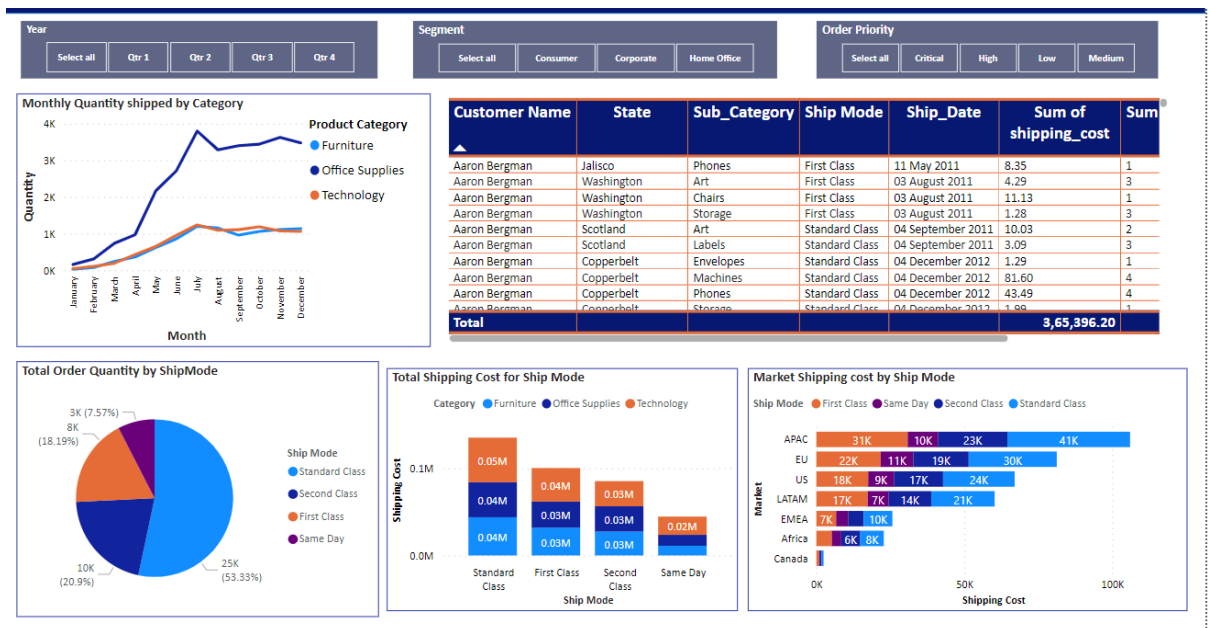 Year
Select all Qtr 1 Qtr 2 Qtr 3 Qtr 4
Segment
Select all Consumer Corporate Home Office
Order Priority
Select all Critical High Low Medium
Monthly Quantity shipped by Category
4K
3K
2K
1K
0K
Quantity
January February March April May June July August September October November December
Month
Product Category
Furniture
Office Supplies
Technology
Customer Name State Sub_Category Ship Mode Ship_Date Sum of shipping_cost Sum
Aaron Bergman Jalisco Phones First Class 11 May 2011 8.35 1
Aaron Bergman Washington Art First Class 03 August 2011 4.29 3
Aaron Bergman Washington Chairs First Class 03 August 2011 11.13 1
Aaron Bergman Washington Storage First Class 03 August 2011 1.28 3
Aaron Bergman Scotland Art Standard Class 04 September 2011 10.03 2
Aaron Bergman Scotland Labels Standard Class 04 September 2011 3.09 3
Aaron Bergman Copperbelt Envelopes Standard Class 04 December 2012 1.29 1
Aaron Bergman Copperbelt Machines Standard Class 04 December 2012 81.60 4
Aaron Bergman Copperbelt Phones Standard Class 04 December 2012 43.49 4
Aaron Bergman Copperbelt Storage Standard Class 04 December 2012 1.99 1
Total 3,65,396.20
Total Order Quantity by ShipMode
3K (7.57%)
8K
(18.19%)
10K
(20.9%)
25K
(53.33%)
Ship Mode
Standard Class
Second Class
First Class
Same Day
Total Shipping Cost for Ship Mode
Category Furniture Office Supplies Technology
Shipping Cost
0.1M
0.0M
0.05M
0.04M
0.04M
0.04M
0.03M
0.03M
0.03M
0.03M
0.03M
0.02M
Standard Class
First Class
Second Class
Same Day
Ship Mode
Market Shipping cost by Ship Mode
Ship Mode First Class Same Day Second Class Standard Class
Market
APAC 31K 10K 23K 41K
EU 22K 11K 19K 30K
US 18K 9K 17K 24K
LATAM 17K 7K 14K 21K
EMEA 7K 10K
Africa 6K 8K
Canada
0K 50K 100K
Shipping Cost